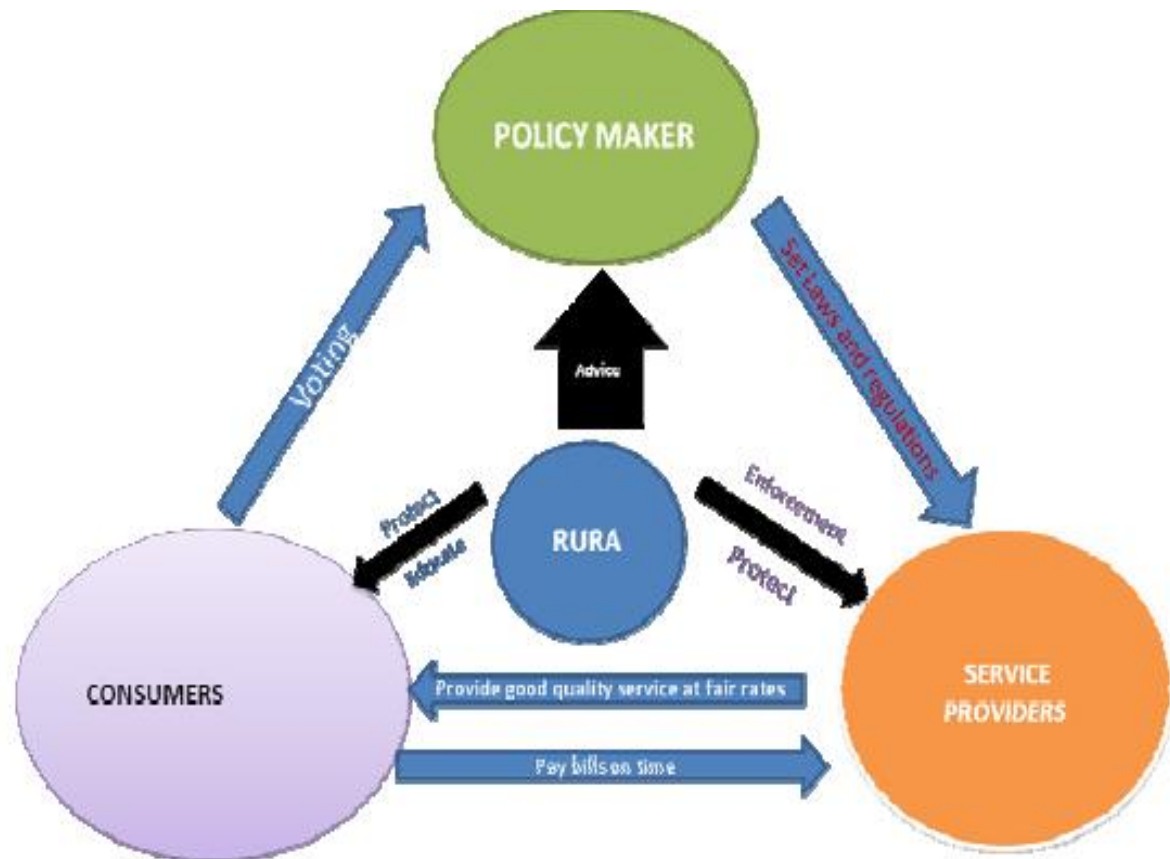 POLICY MAKER
Set Laws and regulations
Voting
Advice
Protect
Enforcement
RURA
Protect
CONSUMERS
Provide good quality service at fair rates
SERVICE
PROVIDERS
Pay bills on time